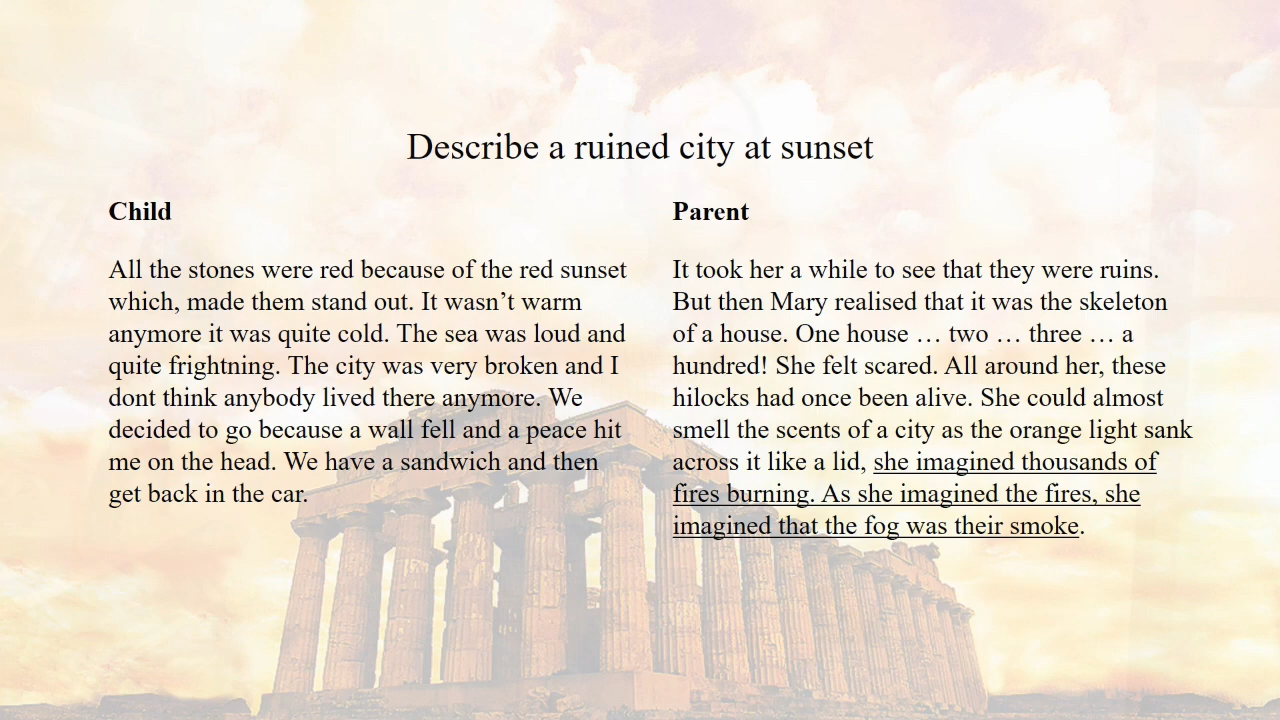 Describe a ruined city at sunset
Child
All the stones were red because of the red sunset
which, made them stand out. It wasn’t warm
anymore it was quite cold. The sea was loud and
quite frightning. The city was very broken and I
dont think anybody lived there anymore. We
decided to go because a wall fell and a peace hit
me on the head. We have a sandwich and then
get back in the car.
Parent
It took her a while to see that they were ruins.
But then Mary realised that it was the skeleton
of a house. One house … two … three … a
hundred! She felt scared. All around her, these
hilocks had once been alive. She could almost
smell the scents of a city as the orange light sank
across it like a lid, she imagined thousands of
fires burning. As she imagined the fires, she
imagined that the fog was their smoke.